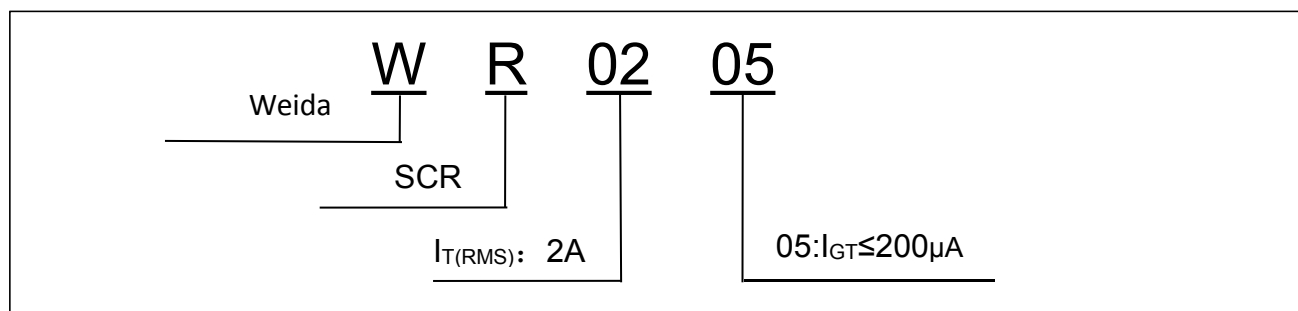 W R 02 05
Weida
SCR
IT(RMS)：2A
05:IGT≤200μA